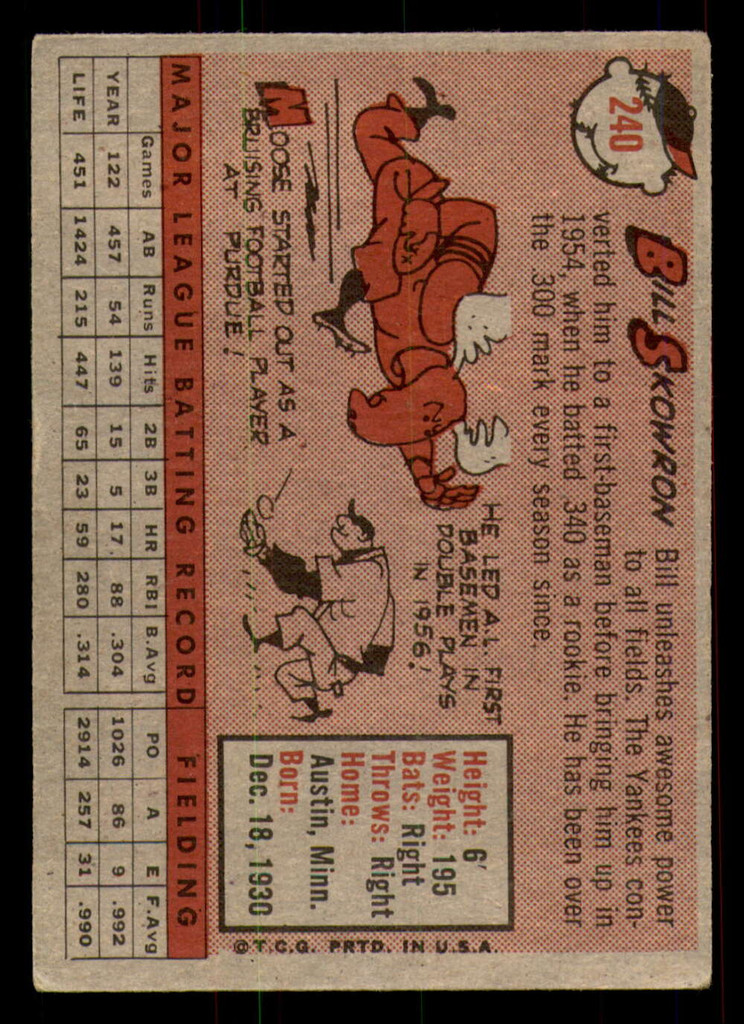 240
BILL SKOWRON
Bill unleashes awesome power
to all fields. The Yankees con-
verted him to a first-baseman before bringing him up in
1954, when he batted .340 as a rookie. He has been over
the .300 mark every season since.
MOOSE STARTED OUT AS A
BRUISING FOOTBALL PLAYER
AT PURDUE!
HE LED A.L. FIRST
BASEMEN IN
DOUBLE PLAYS
IN 1956!
Height: 6'
Weight: 195
Bats: Right
Throws: Right
Home:
Austin, Minn.
Born:
Dec. 18, 1930
© T.C.G. PRTD. IN U.S.A.
MAJOR LEAGUE BATTING RECORD FIELDING
Games AB Runs Hits 2B 3B HR RBI B.Avg PO A E F.Avg
YEAR 122 457 54 139 15 5 17. 88 .304 1026 86 9 .992
LIFE 451 1424 215 447 65 23 59 280 .314 2914 257 31 .990